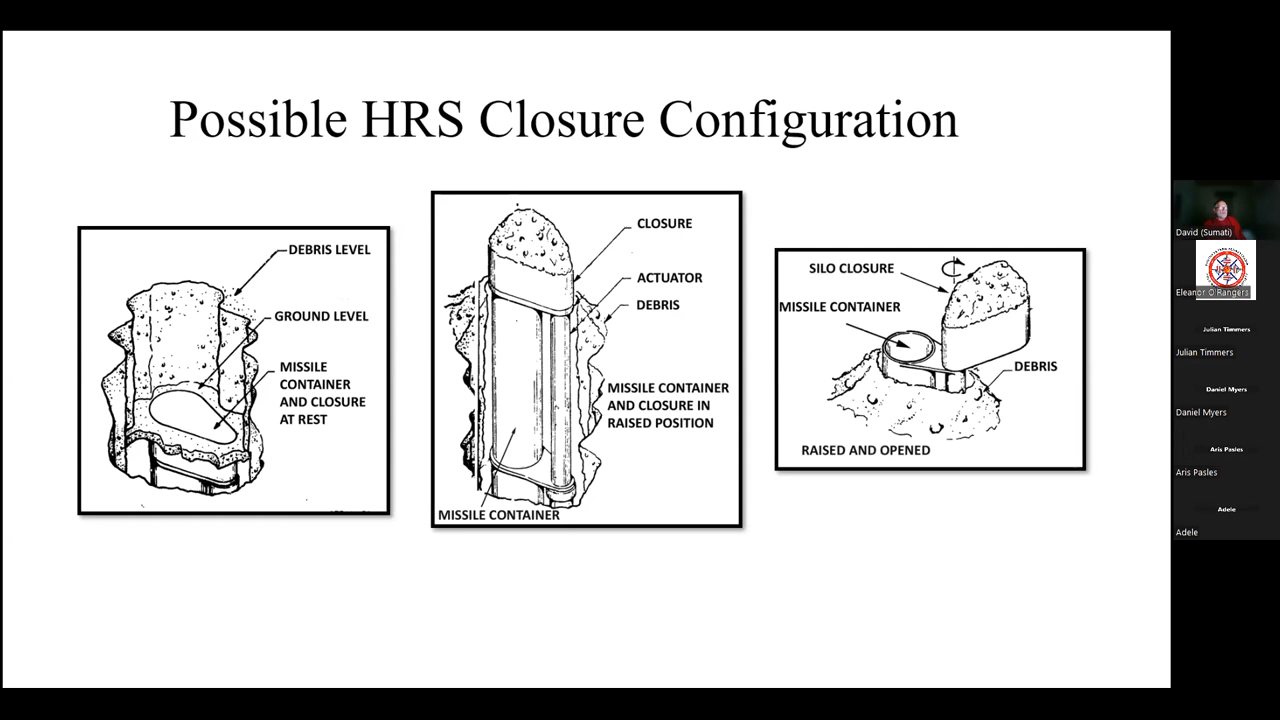 Possible HRS Closure Configuration
DEBRIS LEVEL
GROUND LEVEL
MISSILE
CONTAINER
AND CLOSURE
AT REST
CLOSURE
ACTUATOR
DEBRIS
MISSILE CONTAINER
AND CLOSURE IN
RAISED POSITION
MISSILE CONTAINER
SILO CLOSURE
MISSILE CONTAINER
DEBRIS
RAISED AND OPENED
David (Sumati)
Eleanor O'Rangers
Julian Timmers
Julian Timmers
Daniel Myers
Daniel Myers
Aris Pasles
Aris Pasles
Adele
Adele